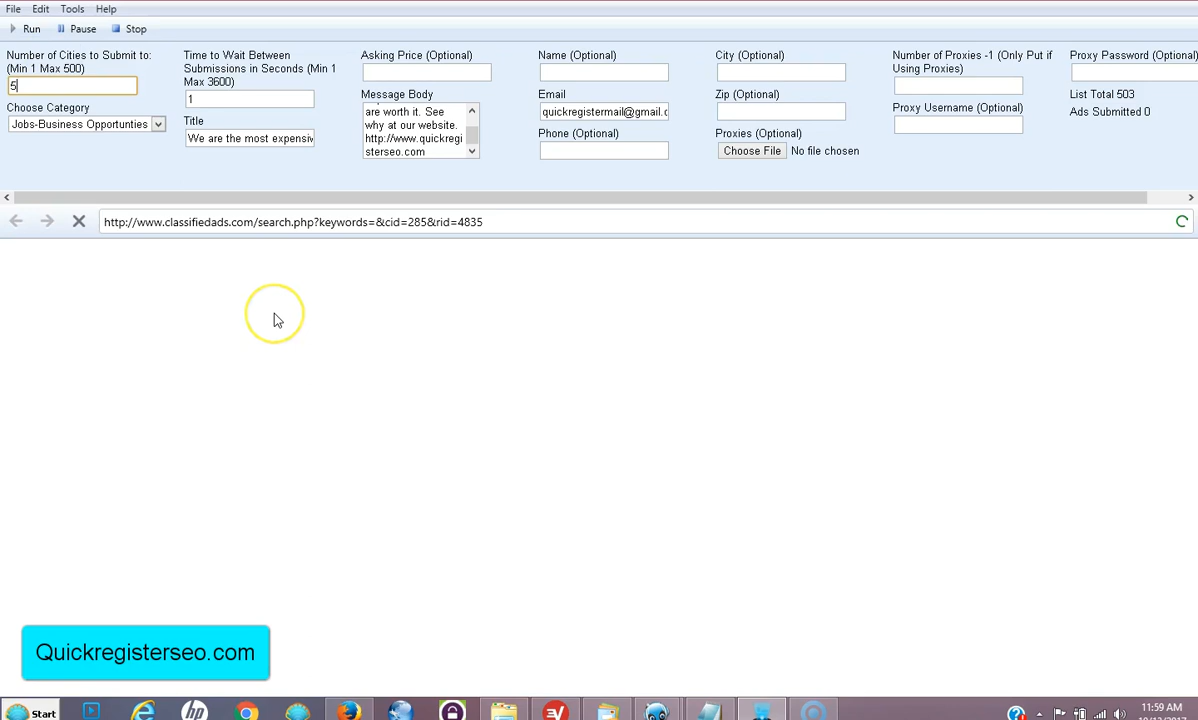 File Edit Tools Help
Run Pause Stop
Number of Cities to Submit to:
(Min 1 Max 500)
5
Choose Category
Jobs-Business Opportunties
Time to Wait Between
Submissions in Seconds (Min 1
Max 3600)
1
Title
We are the most expensiv
Asking Price (Optional)
Message Body
are worth it. See
why at our website.
http://www.quickregi
sterseo.com
Name (Optional)
Email
quickregistermail@gmail.c
Phone (Optional)
City (Optional)
Zip (Optional)
Proxies (Optional)
Choose File No file chosen
Number of Proxies -1 (Only Put if
Using Proxies)
Proxy Username (Optional)
Proxy Password (Optional)
List Total 503
Ads Submitted 0
http://www.classifiedads.com/search.php?keywords=&cid=285&rid=4835
Quickregisterseo.com
Start
11:59 AM